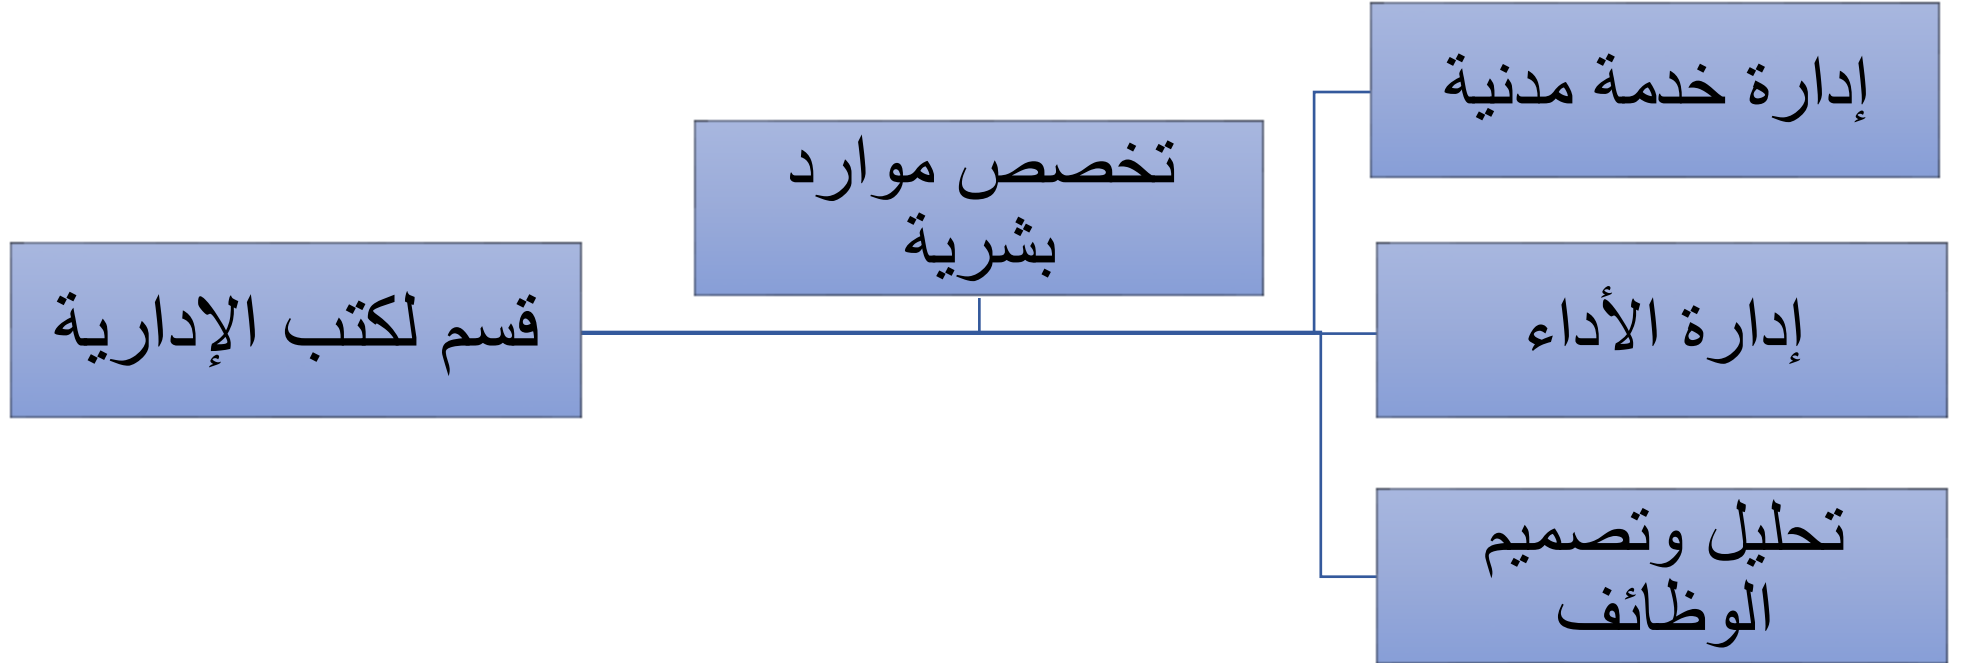 إدارة خدمة مدنية
تخصص موارد
بشرية
قسم لكتب الإدارية
إدارة الأداء
تحليل وتصميم
الوظائف